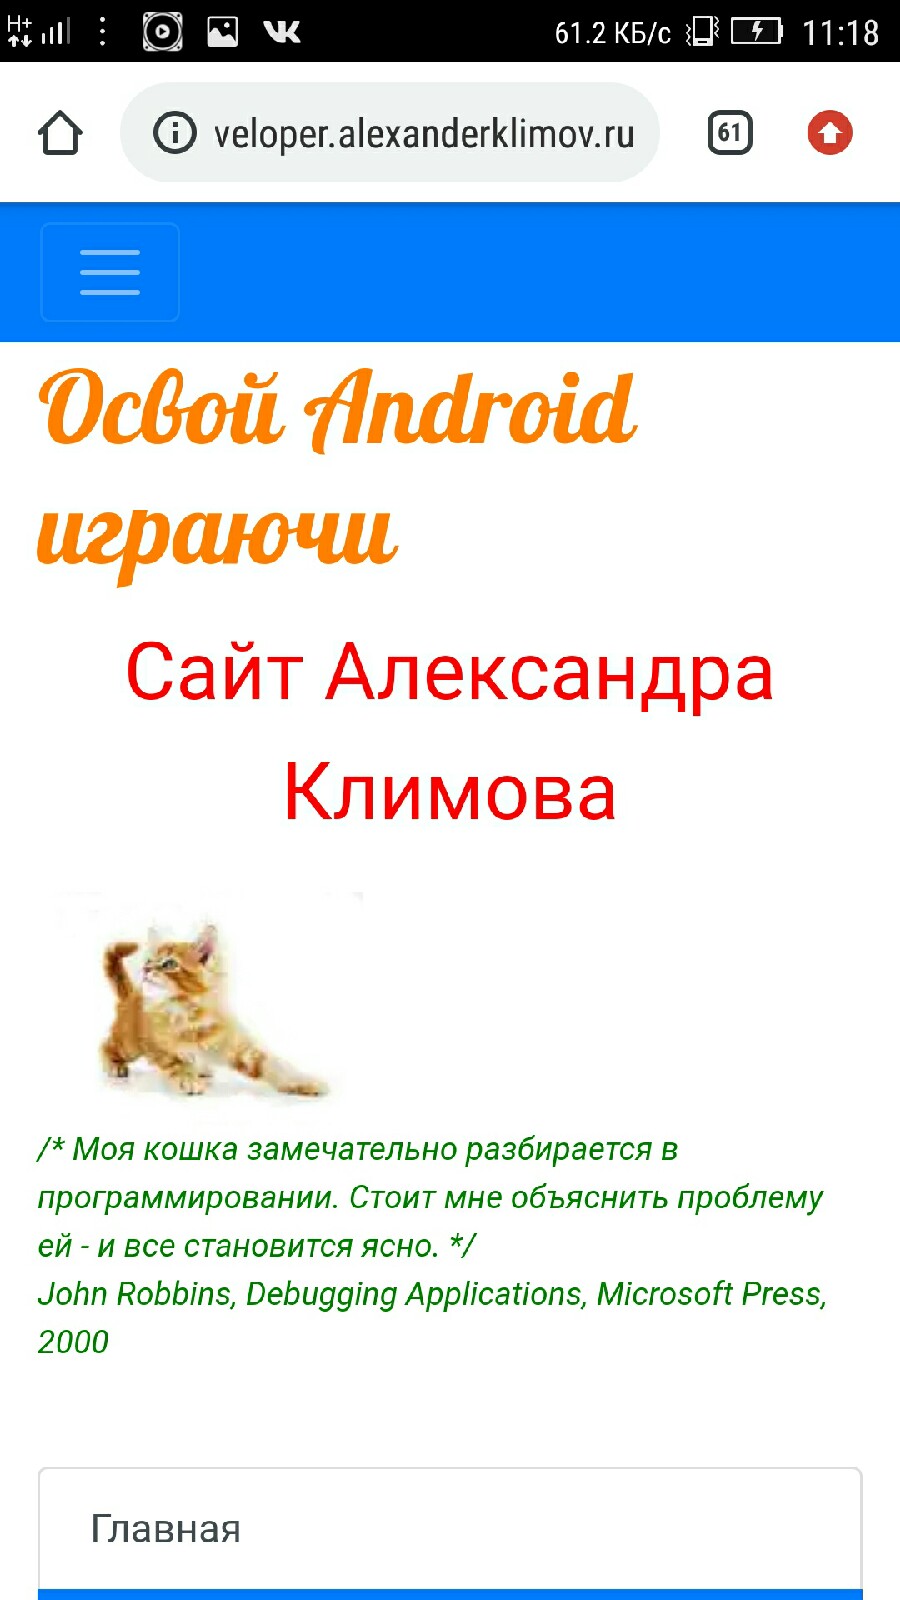 H+ 61.2 КБ/с 11:18
veloper.alexanderklimov.ru 61
Освой Android
играючи
Сайт Александра
Климова
/* Моя кошка замечательно разбирается в
программировании. Стоит мне объяснить проблему
ей - и все становится ясно. */
John Robbins, Debugging Applications, Microsoft Press,
2000
Главная